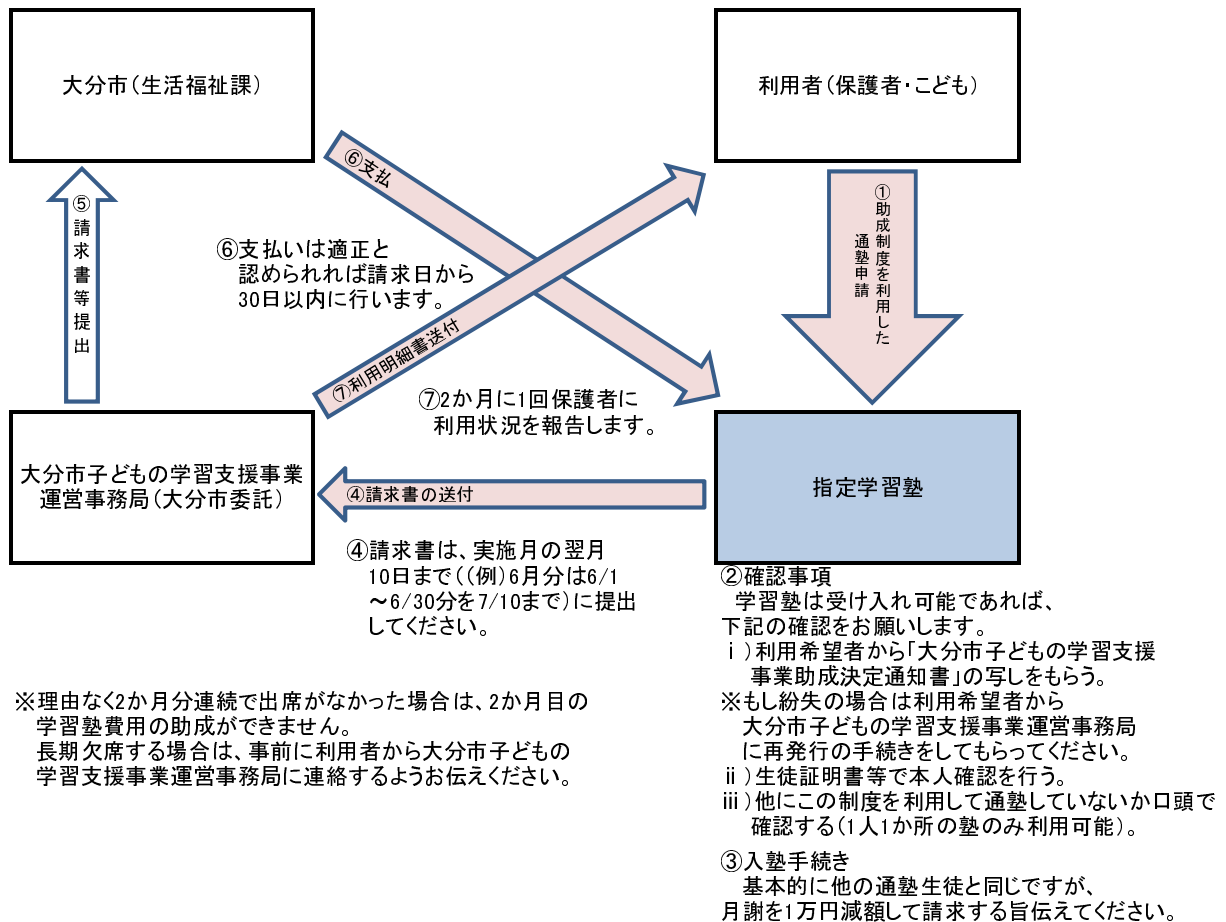 大分市(生活福祉課)
利用者(保護者・こども)
⑥支払
①助成制度を利用した
通塾申請
⑤請求書等提出
⑥支払いは適正と
認められれば請求日から
30日以内に行います。
⑦利用明細書送付
⑦2か月に1回保護者に
利用状況を報告します。
大分市子どもの学習支援事業
運営事務局(大分市委託)
④請求書の送付
指定学習塾
④請求書は、実施月の翌月
10日まで((例)6月分は6/1
～6/30分を7/10まで)に提出
してください。
②確認事項
学習塾は受け入れ可能であれば、
下記の確認をお願いします。
ⅰ)利用希望者から「大分市子どもの学習支援
事業助成決定通知書」の写しをもらう。
※もし紛失の場合は利用希望者から
大分市子どもの学習支援事業運営事務局
に再発行の手続きをしてもらってください。
ⅱ)生徒証明書等で本人確認を行う。
ⅲ)他にこの制度を利用して通塾していないか口頭で
確認する(1人1か所の塾のみ利用可能)。
③入塾手続き
基本的に他の通塾生徒と同じですが、
月謝を1万円減額して請求する旨伝えてください。
※理由なく2か月分連続で出席がなかった場合は、2か月目の
学習塾費用の助成ができません。
長期欠席する場合は、事前に利用者から大分市子どもの
学習支援事業運営事務局に連絡するようお伝えください。